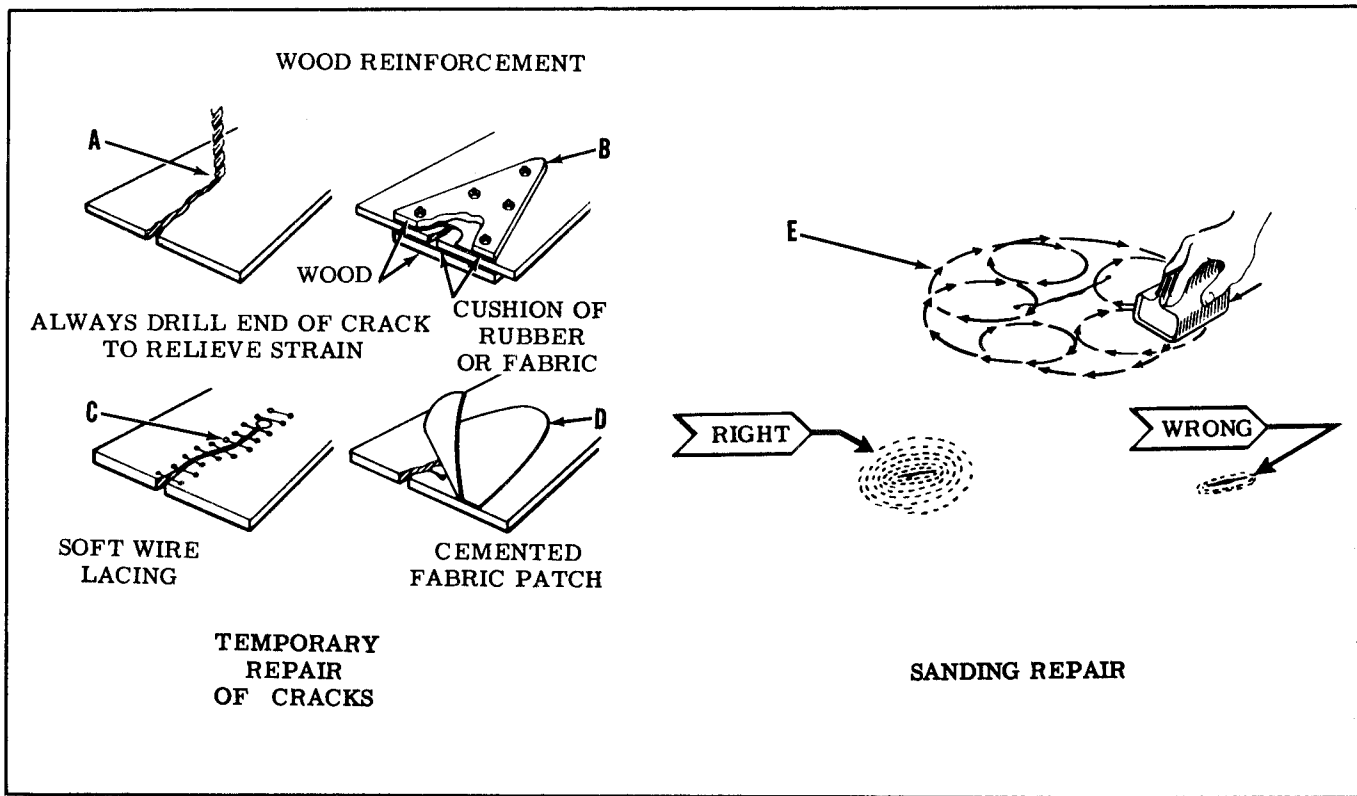 WOOD REINFORCEMENT
A
B
WOOD
CUSHION OF
RUBBER
OR FABRIC
ALWAYS DRILL END OF CRACK
TO RELIEVE STRAIN
C
D
SOFT WIRE
LACING
CEMENTED
FABRIC PATCH
TEMPORARY
REPAIR
OF CRACKS
E
RIGHT
WRONG
SANDING REPAIR